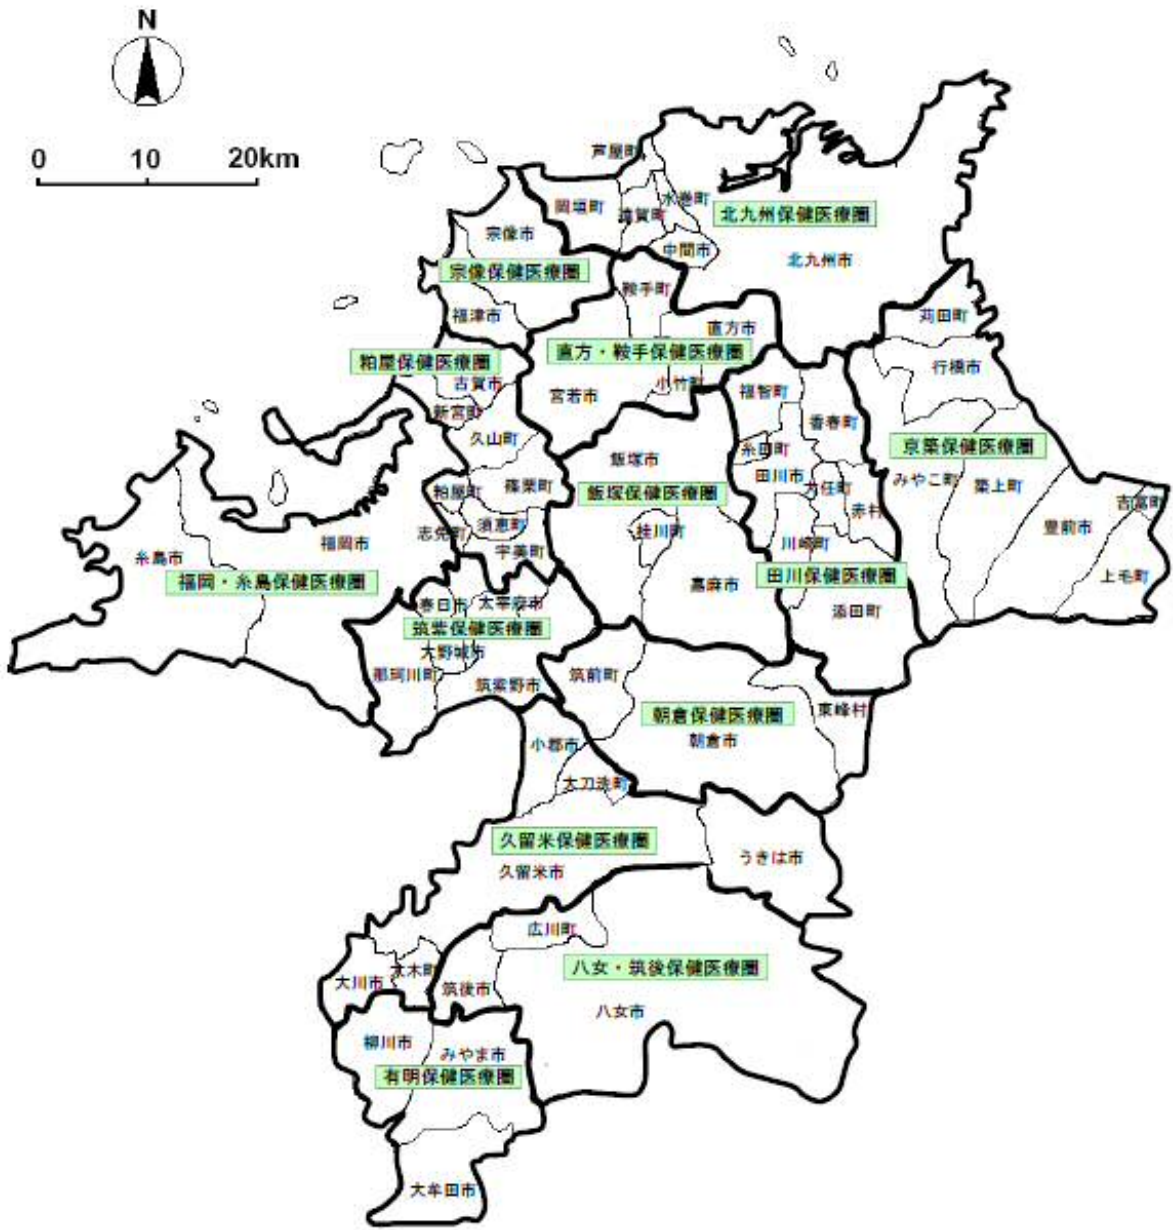 N
0 10 20km
芦屋町
岡垣町
遠賀町
水巻町
北九州保健医療圏
宗像市
中間市
北九州市
宗像保健医療圏
鞍手町
福津市
直方市
苅田町
粕屋保健医療圏
直方・鞍手保健医療圏
行橋市
古賀市
小竹町
福智町
新宮町
宮若市
香春町
久山町
糸田町
京築保健医療圏
飯塚市
田川市
みやこ町
粕屋町
篠栗町
飯塚保健医療圏
大任町
築上町
赤村
吉富町
志免町
須恵町
桂川町
豊前市
福岡市
川崎町
糸島市
宇美町
田川保健医療圏
上毛町
福岡・糸島保健医療圏
嘉麻市
春日市
太宰府市
添田町
筑紫保健医療圏
大野城市
那珂川町
筑紫野市
筑前町
朝倉保健医療圏
東峰村
小郡市
朝倉市
大刀洗町
久留米保健医療圏
うきは市
久留米市
広川町
八女・筑後保健医療圏
大川市
大木町
筑後市
八女市
柳川市
みやま市
有明保健医療圏
大牟田市